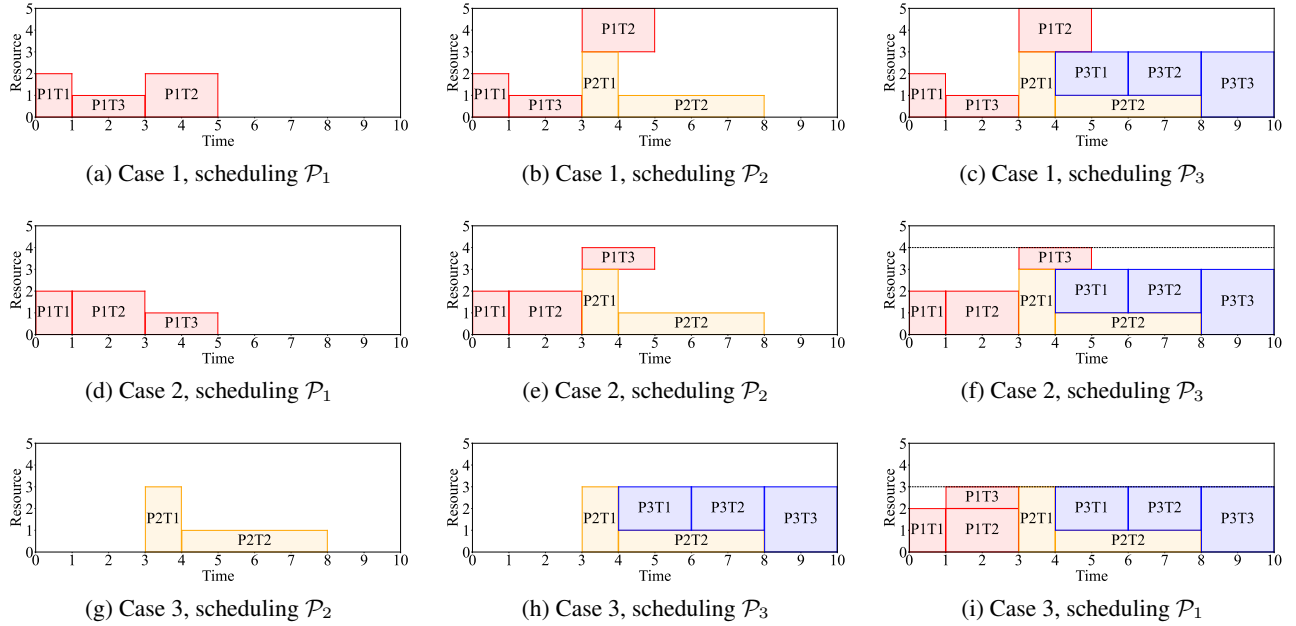 5
4
3
2
1
0
Resource
P1T1
P1T3
P1T2
0 1 2 3 4 5 6 7 8 9 10
Time
(a) Case 1, scheduling P₁
5
4
3
2
1
0
Resource
P1T2
P1T1
P1T3
P2T1
P2T2
0 1 2 3 4 5 6 7 8 9 10
Time
(b) Case 1, scheduling P₂
5
4
3
2
1
0
Resource
P1T2
P1T1
P1T3
P2T1
P3T1
P3T2
P3T3
P2T2
0 1 2 3 4 5 6 7 8 9 10
Time
(c) Case 1, scheduling P₃
5
4
3
2
1
0
Resource
P1T1
P1T2
P1T3
0 1 2 3 4 5 6 7 8 9 10
Time
(d) Case 2, scheduling P₁
5
4
3
2
1
0
Resource
P1T3
P1T1
P1T2
P2T1
P2T2
0 1 2 3 4 5 6 7 8 9 10
Time
(e) Case 2, scheduling P₂
5
4
3
2
1
0
Resource
P1T3
P1T1
P1T2
P2T1
P3T1
P3T2
P3T3
P2T2
0 1 2 3 4 5 6 7 8 9 10
Time
(f) Case 2, scheduling P₃
5
4
3
2
1
0
Resource
P2T1
P2T2
0 1 2 3 4 5 6 7 8 9 10
Time
(g) Case 3, scheduling P₂
5
4
3
2
1
0
Resource
P2T1
P3T1
P3T2
P3T3
P2T2
0 1 2 3 4 5 6 7 8 9 10
Time
(h) Case 3, scheduling P₃
5
4
3
2
1
0
Resource
P1T3
P1T1
P1T2
P2T1
P3T1
P3T2
P3T3
P2T2
0 1 2 3 4 5 6 7 8 9 10
Time
(i) Case 3, scheduling P₁